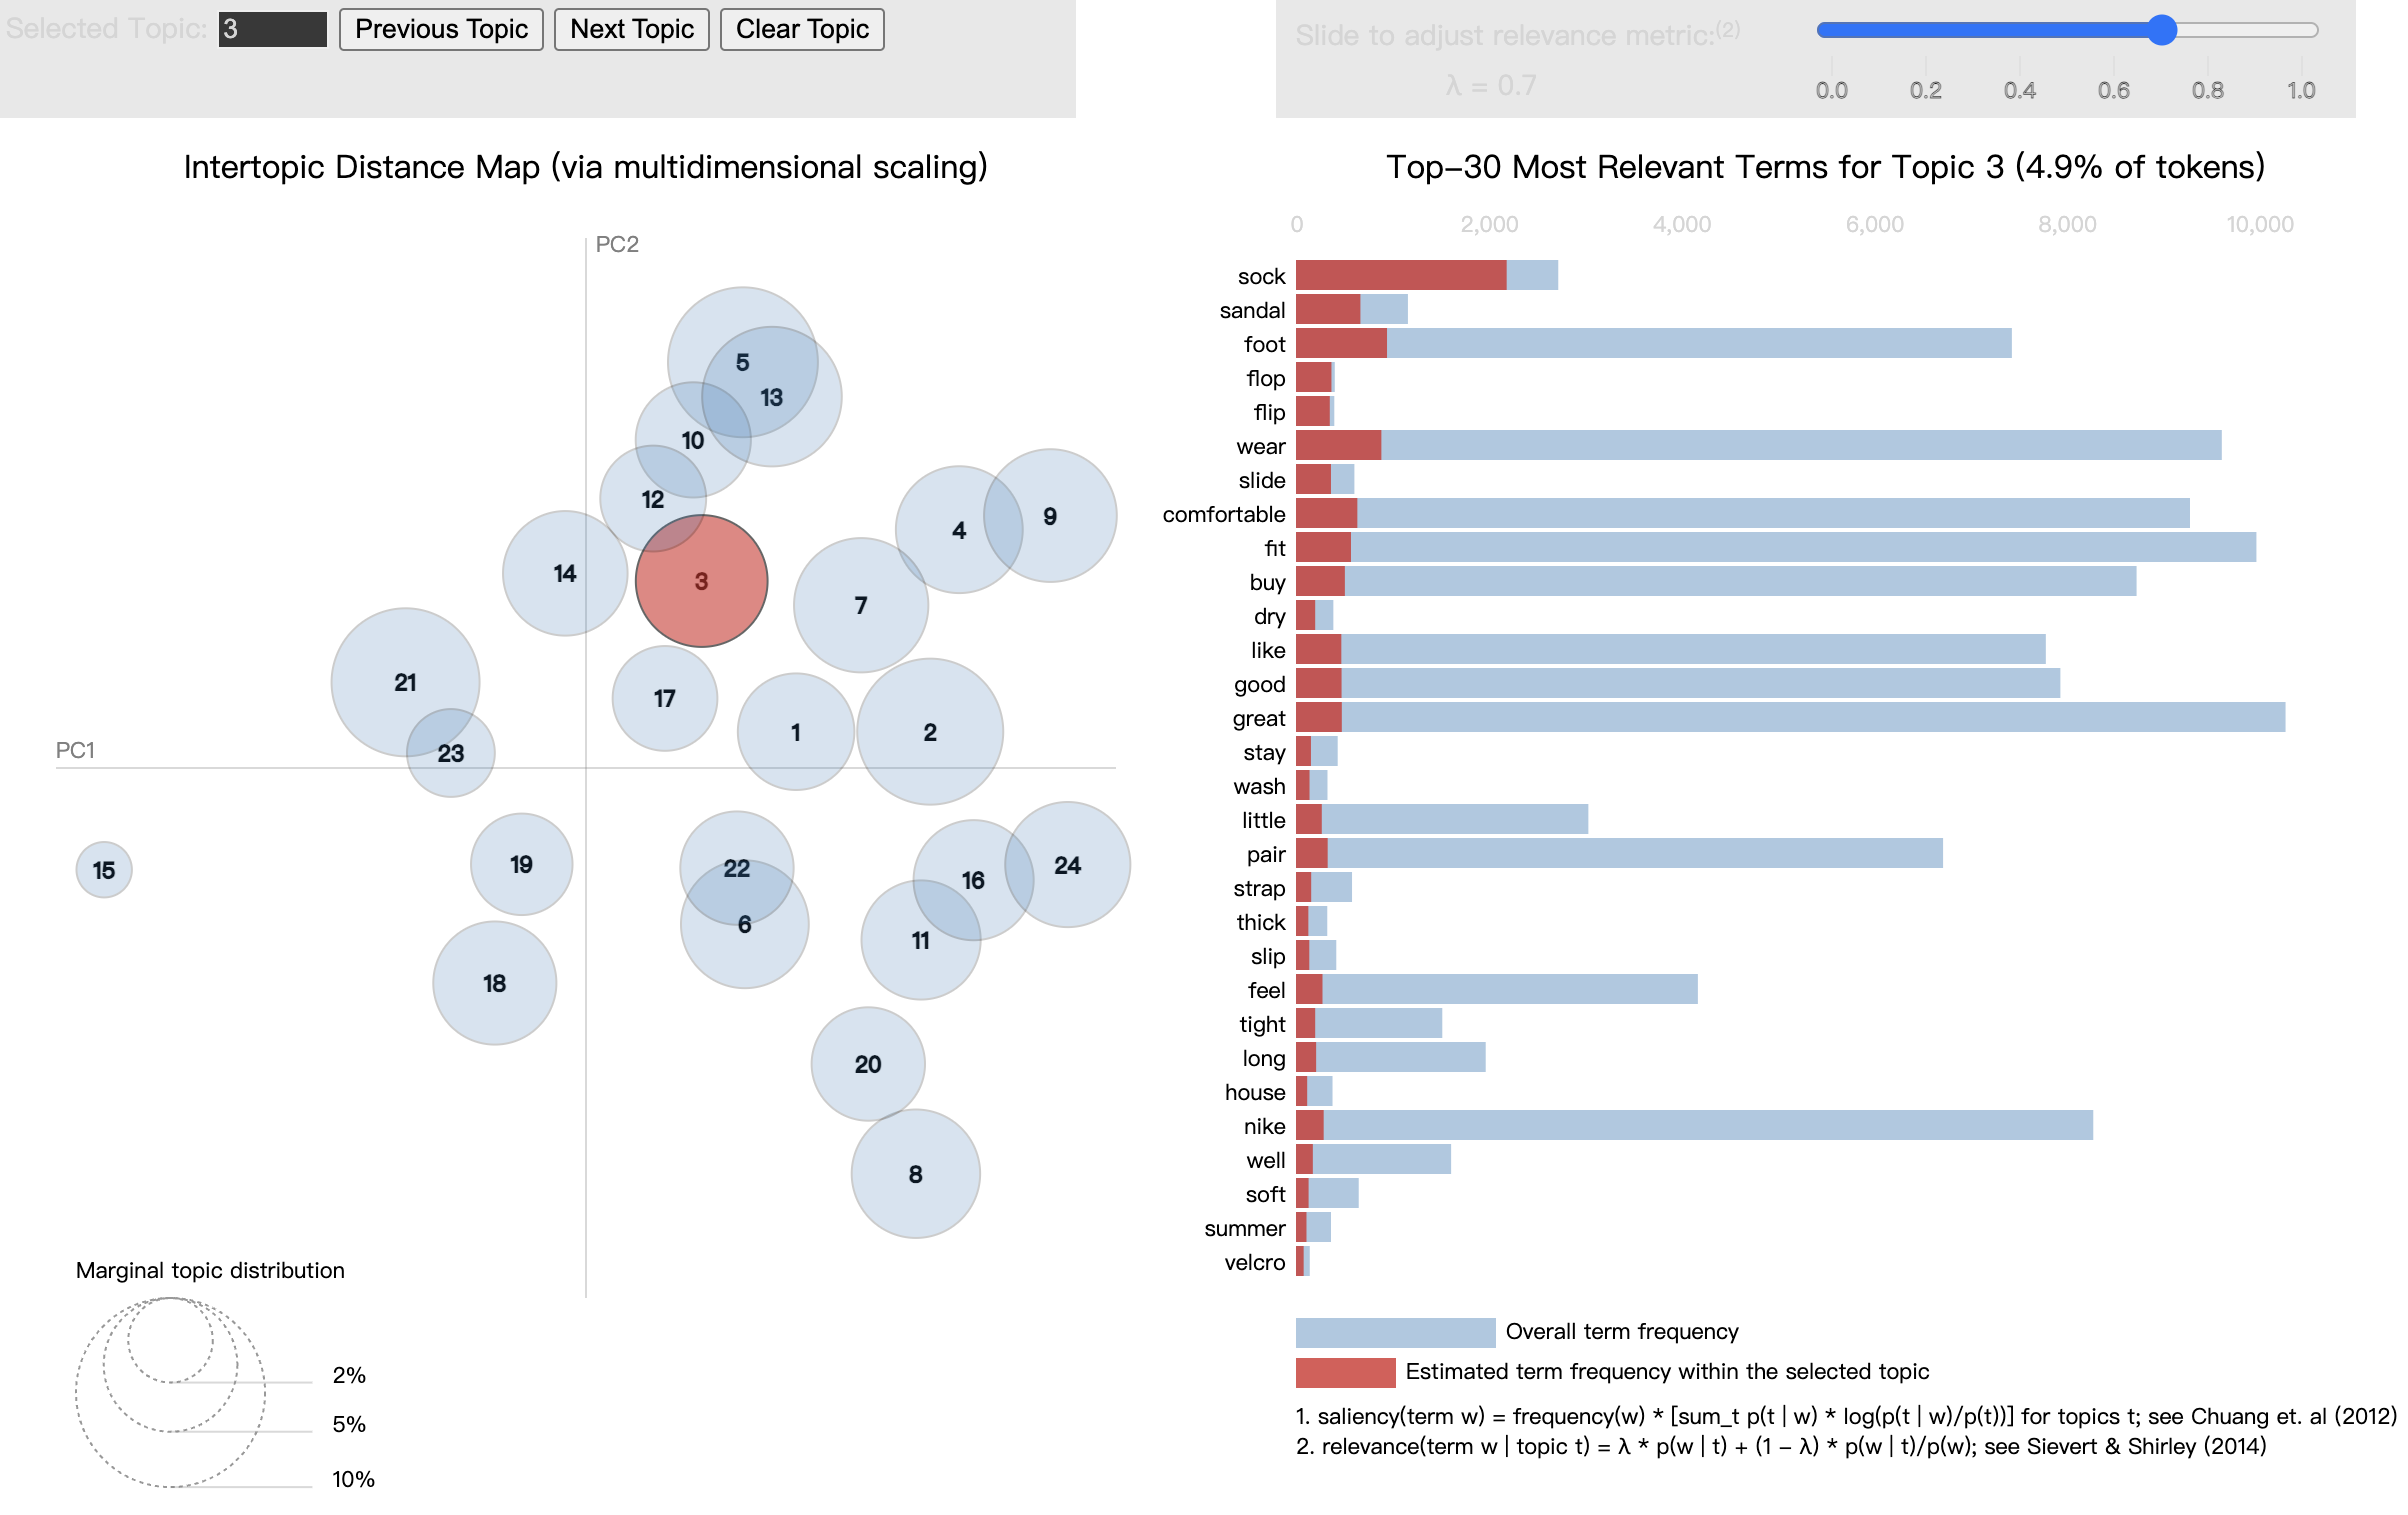 Selected Topic: 3 Previous Topic Next Topic Clear Topic
Slide to adjust relevance metric:(2)
λ = 0.7
0.0 0.2 0.4 0.6 0.8 1.0
Intertopic Distance Map (via multidimensional scaling)
PC2
PC1
5
13
10
12
4
9
14
3
7
21
17
1
2
23
15
19
22
16
24
6
11
18
20
8
Marginal topic distribution
2%
5%
10%
Top-30 Most Relevant Terms for Topic 3 (4.9% of tokens)
0 2,000 4,000 6,000 8,000 10,000
sock
sandal
foot
flop
flip
wear
slide
comfortable
fit
buy
dry
like
good
great
stay
wash
little
pair
strap
thick
slip
feel
tight
long
house
nike
well
soft
summer
velcro
Overall term frequency
Estimated term frequency within the selected topic
1. saliency(term w) = frequency(w) * [sum_t p(t | w) * log(p(t | w)/p(t))] for topics t; see Chuang et. al (2012)
2. relevance(term w | topic t) = λ * p(w | t) + (1 - λ) * p(w | t)/p(w); see Sievert & Shirley (2014)